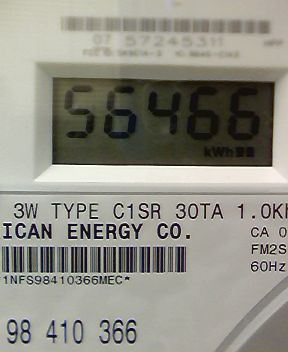 07 57245311
56466
kWh
3W TYPE C1SR 30TA 1.0Kh
ICAN ENERGY CO.
CA 0
FM2S
60Hz
1NFS98410366MEC*
98 410 366